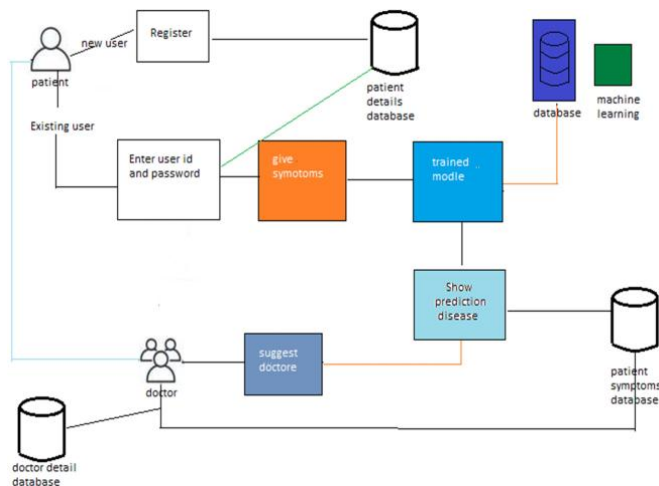 new user
Register
patient
patient
details
database
database
machine
learning
Existing user
Enter user id
and password
give
symotoms
trained
modle
Show
prediction
disease
suggest
doctore
doctor
patient
symptoms
database
doctor detail
database